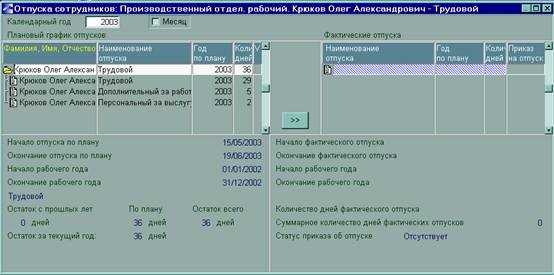 Отпуска сотрудников: Производственный отдел. рабочий. Крюков Олег Александрович - Трудовой
Календарный год 2003 Месяц
Плановый график отпусков Фактические отпуска
Фамилия, Имя, Отчество Наименование отпуска Год по плану Коли дней V
Крюков Олег Алексан Трудовой 2003 36
Крюков Олег Алекса Трудовой 2003 29
Крюков Олег Алекса Дополнительный за работ 2003 5
Крюков Олег Алекса Персональный за выслугу 2003 2
Наименование отпуска Год по плану Колич дней Приказ на отпуск
>>
Начало отпуска по плану 15/05/2003
Окончание отпуска по плану 19/06/2003
Начало рабочего года 01/01/2002
Окончание рабочего года 31/12/2002
Трудовой
Остаток с прошлых лет По плану Остаток всего
0 дней 36 дней 36 дней
Остаток за текущий год: 36 дней
Начало фактического отпуска
Окончание фактического отпуска
Начало рабочего года
Окончание рабочего года
Количество дней фактического отпуска
Суммарное количество дней фактических отпусков 0
Статус приказа об отпуске Отсутствует